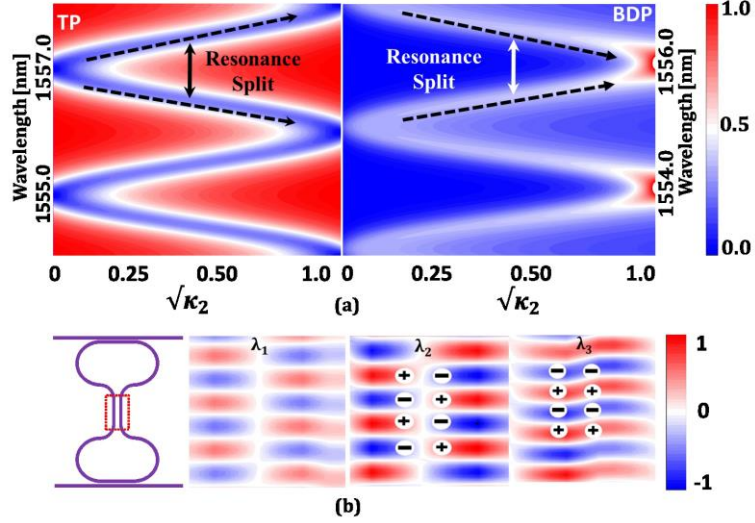 TP
BDP
1.0
0.5
0.0
Wavelength [nm]
1557.0
1555.0
Resonance
Split
Resonance
Split
Wavelength [nm]
1556.0
1554.0
0 0.25 0.50 1.0
0 0.25 0.50 1.0
√κ₂
(a)
√κ₂
λ₁
λ₂
λ₃
+ −
− +
+ −
− +
− −
+ +
− −
+ +
1
0
-1
(b)